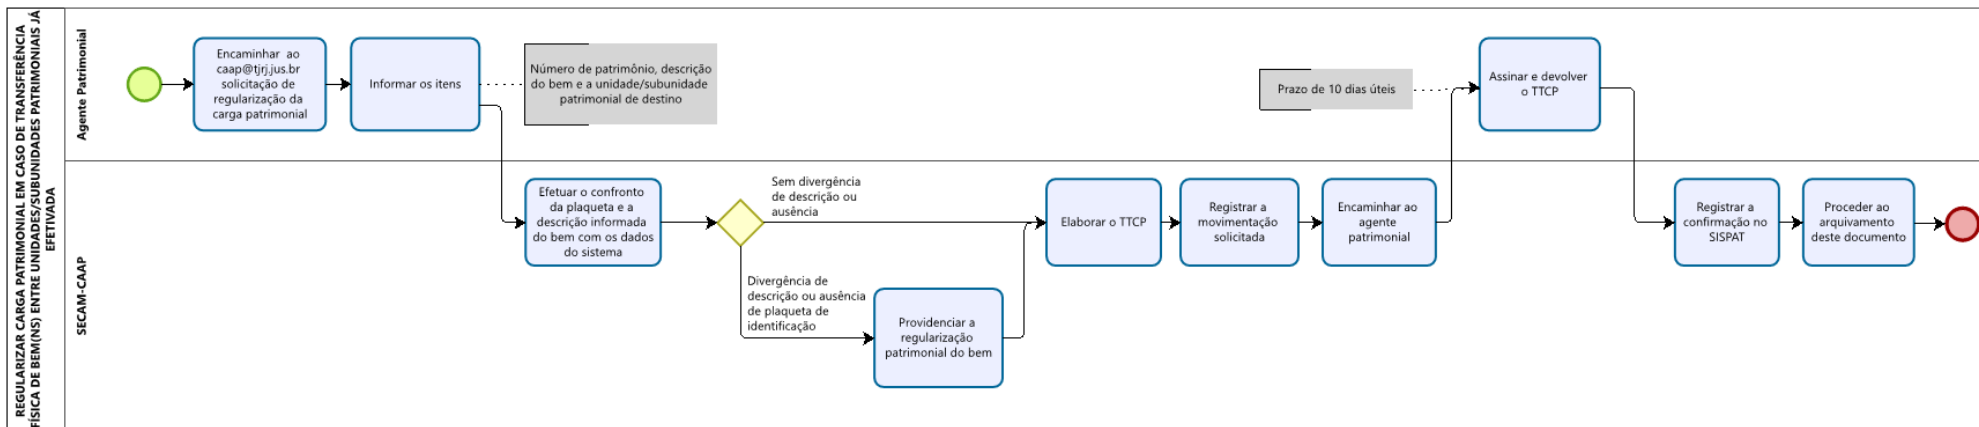 REGULARIZAR CARGA PATRIMONIAL EM CASO DE TRANSFERÊNCIA
FÍSICA DE BEM(NS) ENTRE UNIDADES/SUBUNIDADES PATRIMONIAIS JÁ
EFETIVADA
Agente Patrimonial
Encaminhar ao
caap@tjrj.jus.br
solicitação de
regularização da
carga patrimonial
Informar os itens
Número de patrimônio, descrição
do bem e a unidade/subunidade
patrimonial de destino
Prazo de 10 dias úteis
Assinar e devolver
o TTCP
SECAM-CAAP
Efetuar o confronto
da plaqueta e a
descrição informada
do bem com os dados
do sistema
Sem divergência
de descrição ou
ausência
Divergência de
descrição ou ausência
de plaqueta de
identificação
Providenciar a
regularização
patrimonial do bem
Elaborar o TTCP
Registrar a
movimentação
solicitada
Encaminhar ao
agente
patrimonial
Registrar a
confirmação no
SISPAT
Proceder ao
arquivamento
deste documento